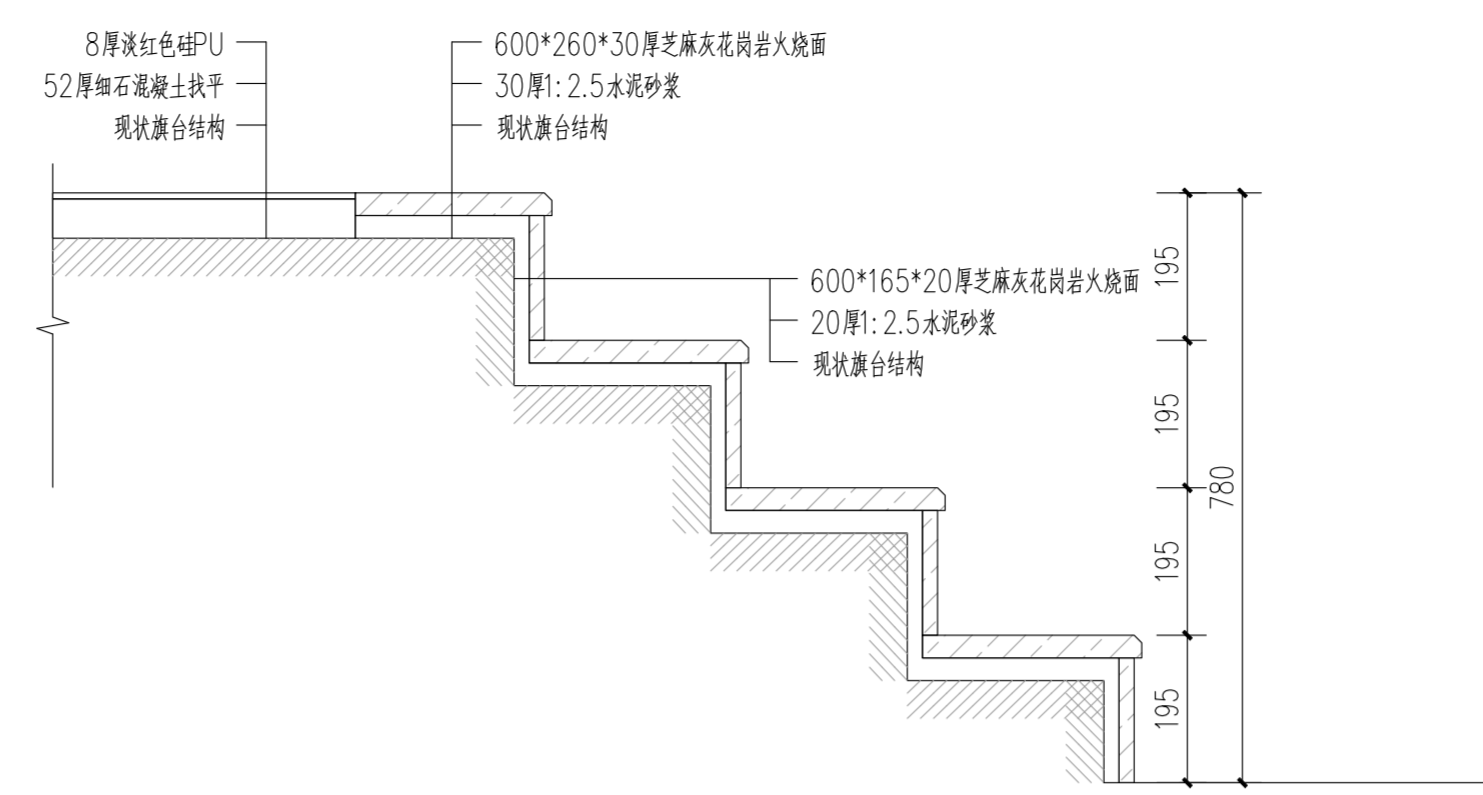 8厚淡红色硅PU
52厚细石混凝土找平
现状旗台结构
600*260*30厚芝麻灰花岗岩火烧面
30厚1:2.5水泥砂浆
现状旗台结构
600*165*20厚芝麻灰花岗岩火烧面
20厚1:2.5水泥砂浆
现状旗台结构
195
195
780
195
195